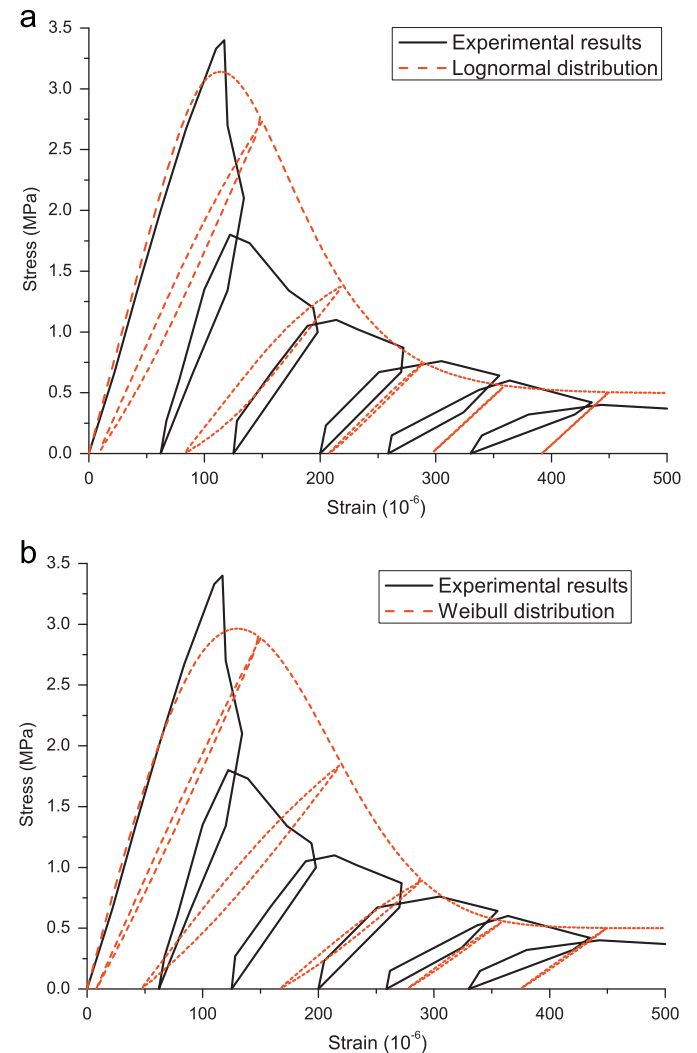 a
3.5
3.0
2.5
2.0
1.5
1.0
0.5
0.0
Stress (MPa)
Experimental results
Lognormal distribution
0 100 200 300 400 500
Strain (10⁻⁶)
b
3.5
3.0
2.5
2.0
1.5
1.0
0.5
0.0
Stress (MPa)
Experimental results
Weibull distribution
0 100 200 300 400 500
Strain (10⁻⁶)